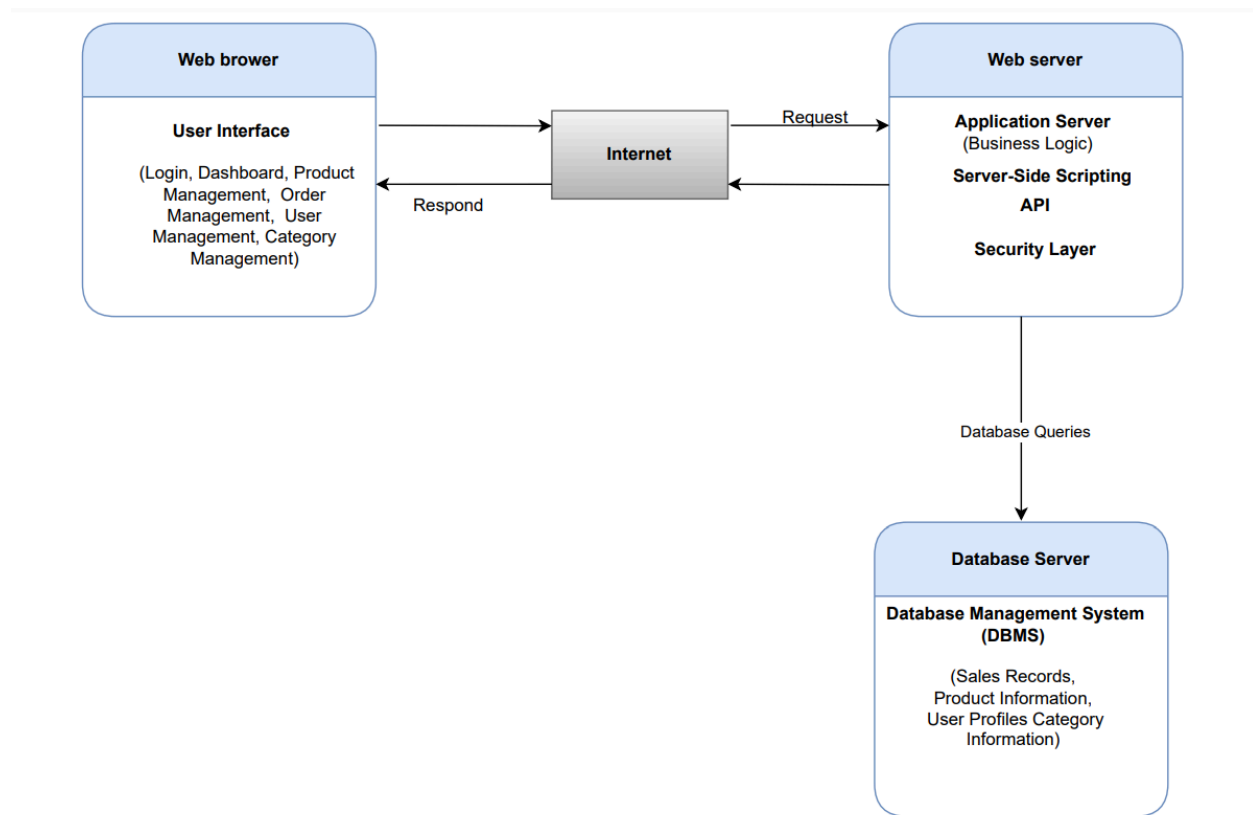 Web brower
User Interface
(Login, Dashboard, Product
Management,  Order
Management,  User
Management, Category
Management)
Internet
Request
Respond
Web server
Application Server
(Business Logic)
Server-Side Scripting
API
Security Layer
Database Queries
Database Server
Database Management System
(DBMS)
(Sales Records,
Product Information,
User Profiles Category
Information)